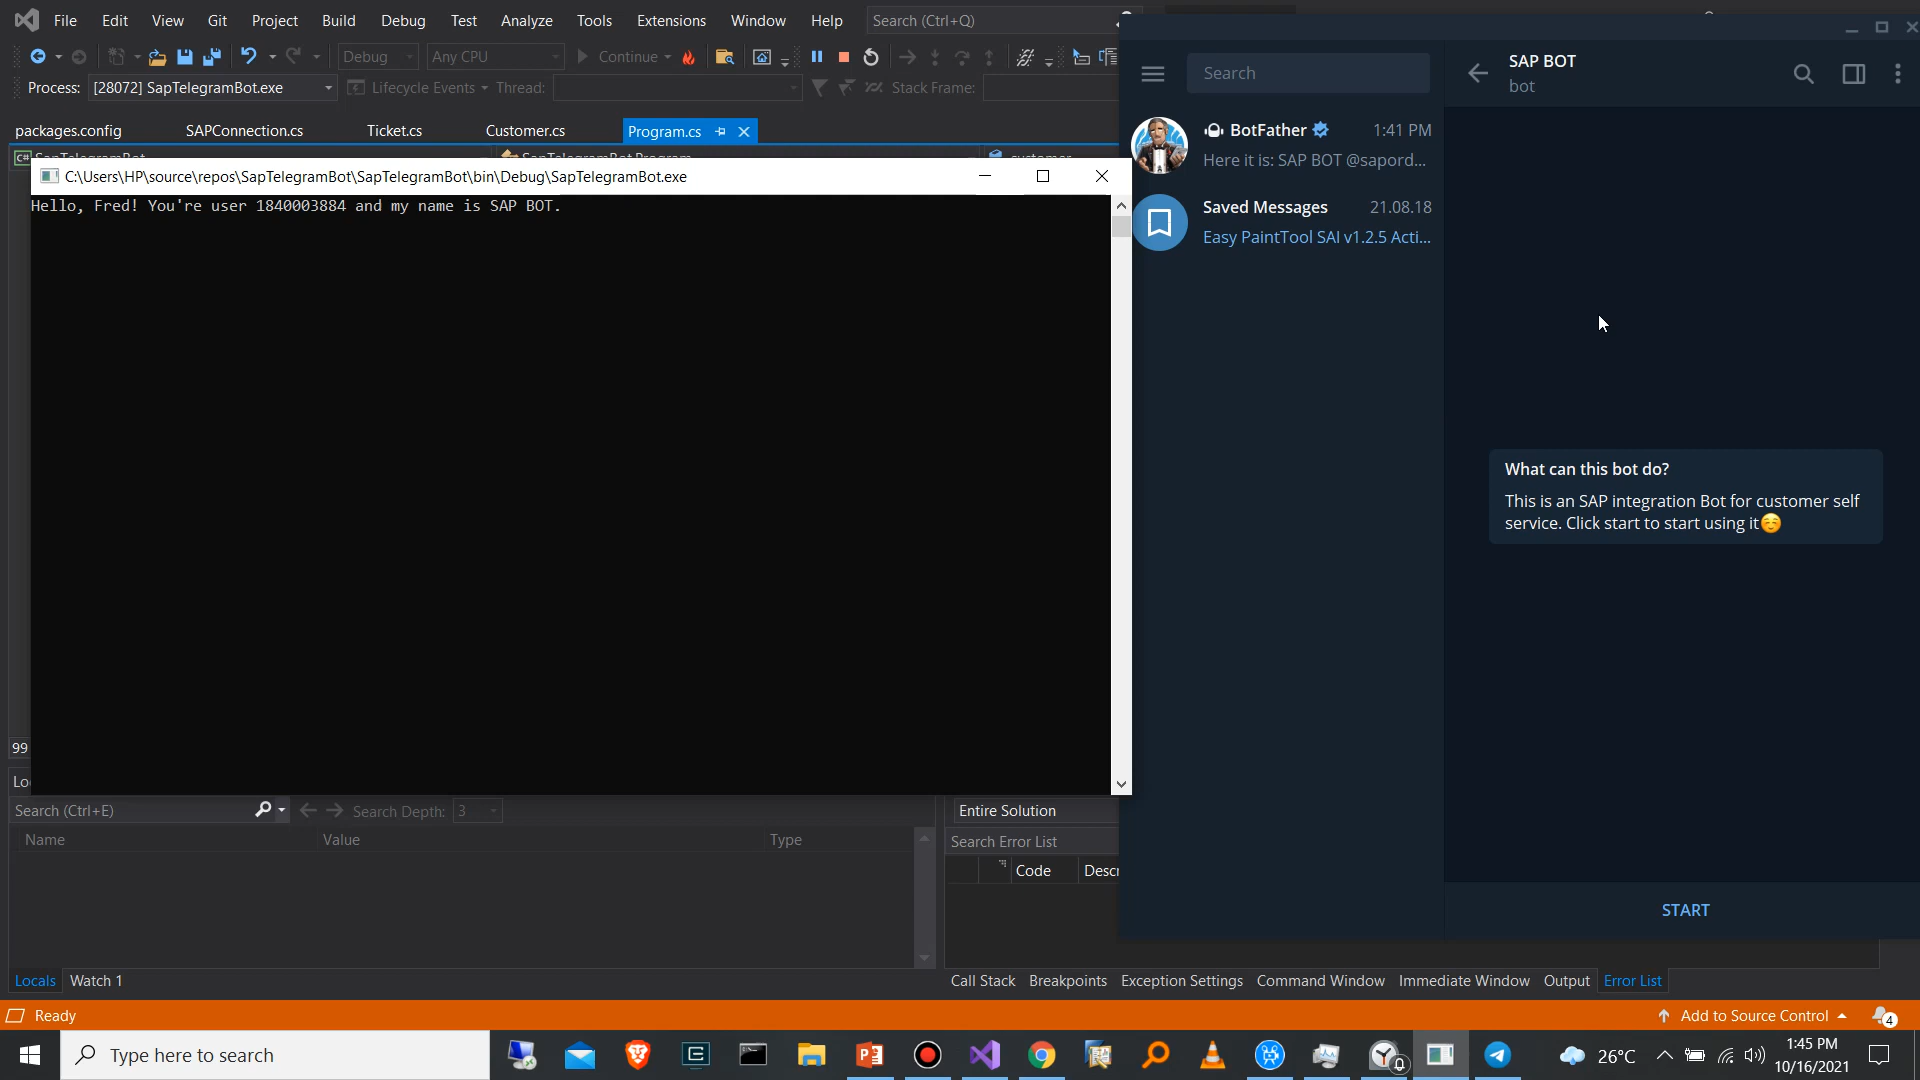 File Edit View Git Project Build Debug Test Analyze Tools Extensions Window Help Search (Ctrl+Q)
Debug Any CPU Continue
Process: [28072] SapTelegramBot.exe Lifecycle Events Thread: Stack Frame:
packages.config SAPConnection.cs Ticket.cs Customer.cs Program.cs
C:\Users\HP\source\repos\SapTelegramBot\SapTelegramBot\bin\Debug\SapTelegramBot.exe
Hello, Fred! You're user 1840003884 and my name is SAP BOT.
99
Search (Ctrl+E) Search Depth: 3
Name Value Type
Locals Watch 1
Entire Solution
Search Error List
Code Descr
Call Stack Breakpoints Exception Settings Command Window Immediate Window Output Error List
Search
BotFather 1:41 PM
Here it is: SAP BOT @sapord...
Saved Messages 21.08.18
Easy PaintTool SAI v1.2.5 Acti...
SAP BOT
bot
What can this bot do?
This is an SAP integration Bot for customer self
service. Click start to start using it☺️
START
Ready Add to Source Control 4
Type here to search
26°C
1:45 PM
10/16/2021